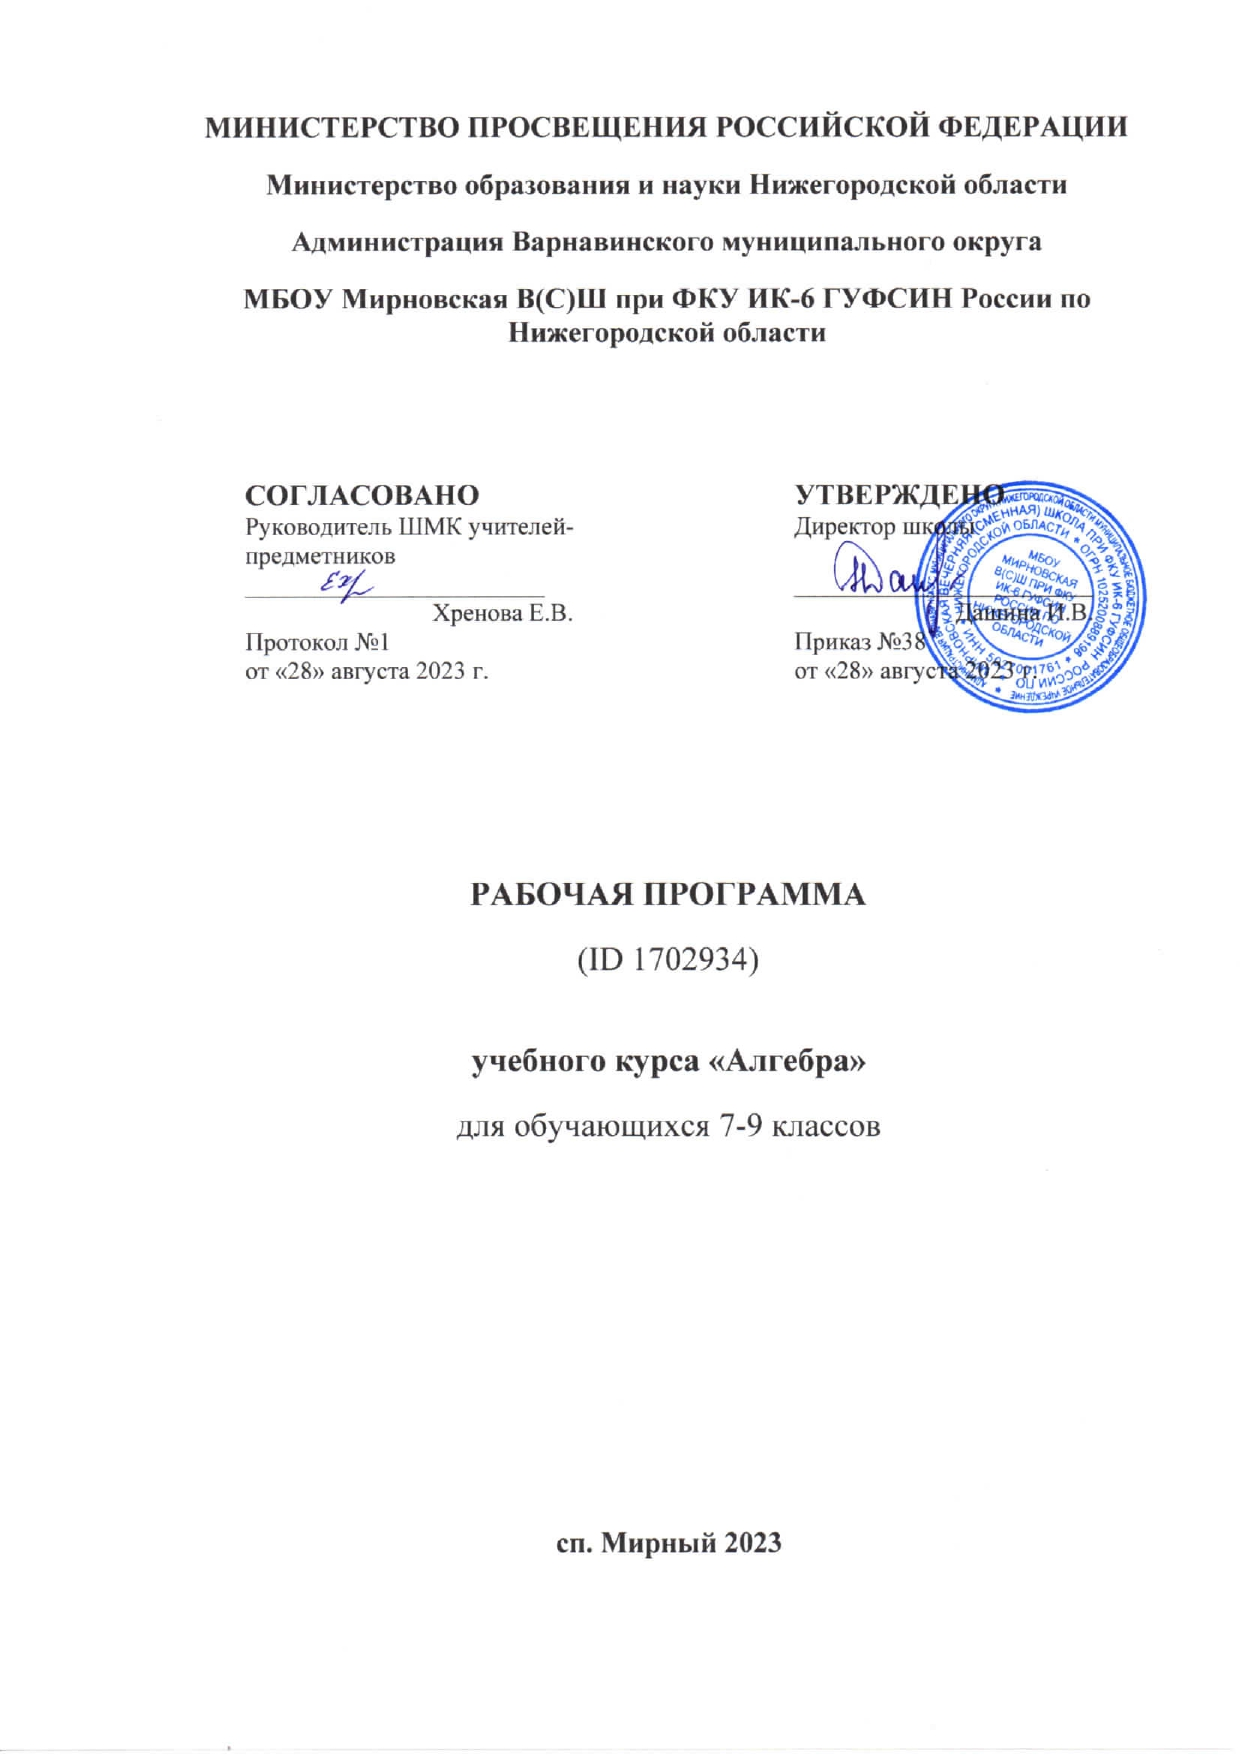 МИНИСТЕРСТВО ПРОСВЕЩЕНИЯ РОССИЙСКОЙ ФЕДЕРАЦИИ
Министерство образования и науки Нижегородской области
Администрация Варнавинского муниципального округа
МБОУ Мирновская В(С)Ш при ФКУ ИК-6 ГУФСИН России по
Нижегородской области
СОГЛАСОВАНО
Руководитель ШМК учителей-
предметников
Хренова Е.В.
Протокол №1
от «28» августа 2023 г.
УТВЕРЖДЕНО
Директор школы
Дашина И.В.
Приказ №38
от «28» августа 2023 г.
МБОУ
МИРНОВСКАЯ
В(С)Ш ПРИ ФКУ
ИК-6 ГУФСИН
РОССИИ ПО
НИЖЕГОРОДСКОЙ
ОБЛАСТИ
РАБОЧАЯ ПРОГРАММА
(ID 1702934)
учебного курса «Алгебра»
для обучающихся 7-9 классов
сп. Мирный 2023